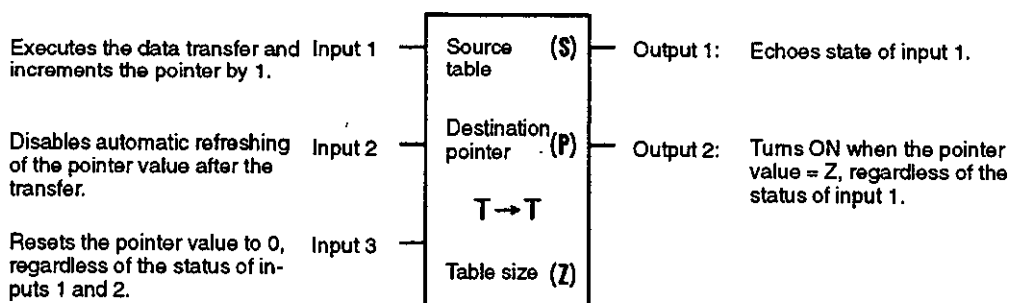 Executes the data transfer and
increments the pointer by 1.
Input 1
Source (S)
table
Output 1:
Echoes state of input 1.
Disables automatic refreshing
of the pointer value after the
transfer.
Input 2
Destination
pointer (P)
Output 2:
Turns ON when the pointer
value = Z, regardless of the
status of input 1.
T→T
Resets the pointer value to 0,
regardless of the status of in-
puts 1 and 2.
Input 3
Table size (Z)